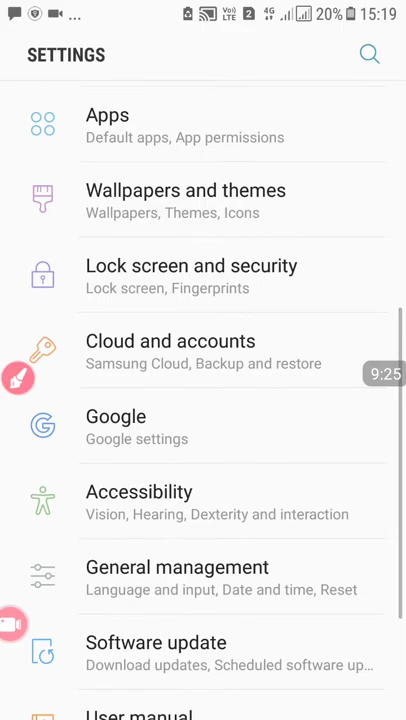 ... VoLTE 2 4G 20% 15:19
SETTINGS
Apps
Default apps, App permissions
Wallpapers and themes
Wallpapers, Themes, Icons
Lock screen and security
Lock screen, Fingerprints
Cloud and accounts
Samsung Cloud, Backup and restore
9:25
Google
Google settings
Accessibility
Vision, Hearing, Dexterity and interaction
General management
Language and input, Date and time, Reset
Software update
Download updates, Scheduled software up...
User manual